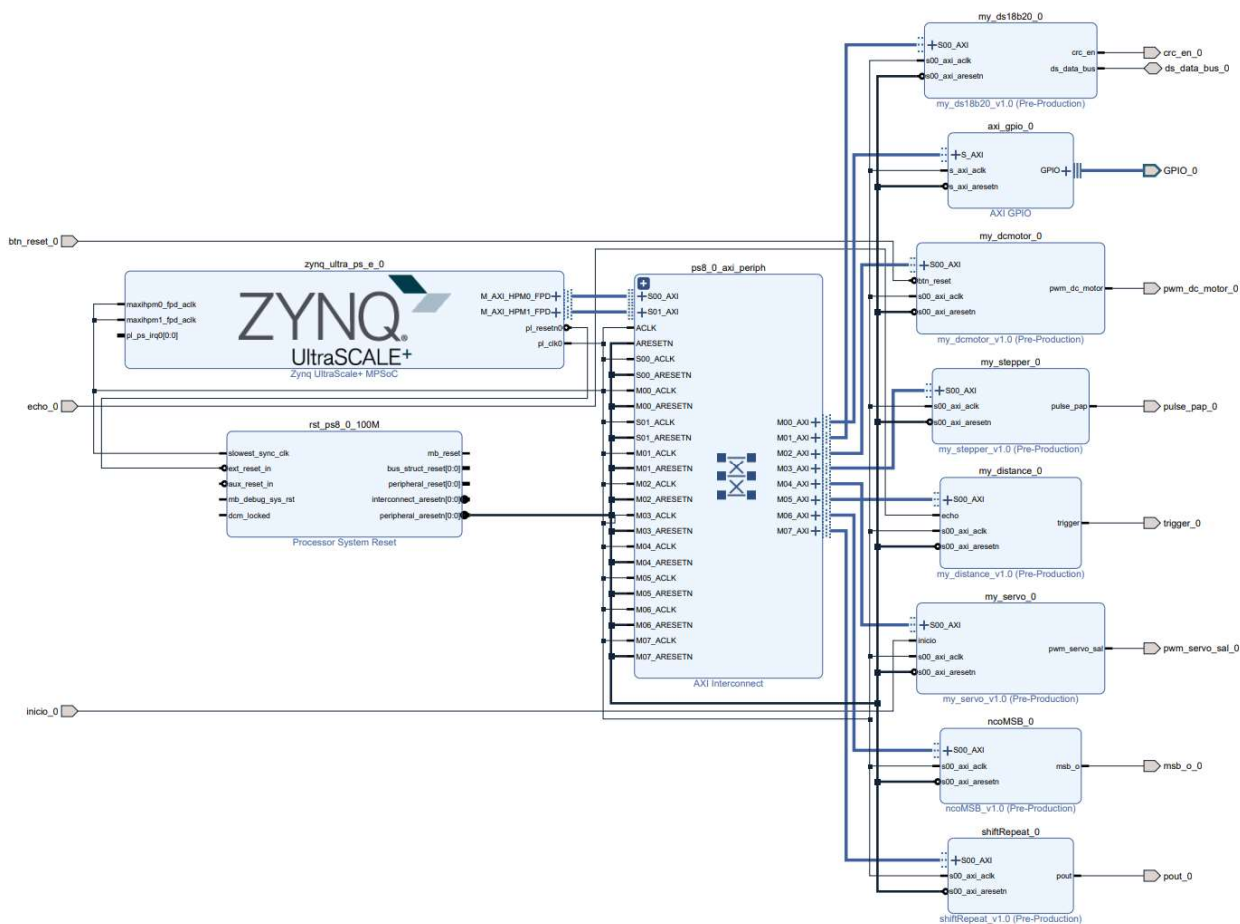 my_ds18b20_0
S00_AXI
s00_axi_aclk
s00_axi_aresetn
crc_en
ds_data_bus
my_ds18b20_v1.0 (Pre-Production)
crc_en_0
ds_data_bus_0
axi_gpio_0
S_AXI
s_axi_aclk
s_axi_aresetn
GPIO
AXI GPIO
GPIO_0
btn_reset_0
my_dcmotor_0
S00_AXI
btn_reset
s00_axi_aclk
s00_axi_aresetn
pwm_dc_motor
my_dcmotor_v1.0 (Pre-Production)
pwm_dc_motor_0
zynq_ultra_ps_e_0
maxihpm0_fpd_aclk
maxihpm1_fpd_aclk
pl_ps_irq0[0:0]
ZYNQ
UltraSCALE+
M_AXI_HPM0_FPD
M_AXI_HPM1_FPD
pl_resetn0
pl_clk0
Zynq UltraScale+ MPSoC
ps8_0_axi_periph
S00_AXI
S01_AXI
ACLK
ARESETN
S00_ACLK
S00_ARESETN
M00_ACLK
M00_ARESETN
S01_ACLK
S01_ARESETN
M01_ACLK
M01_ARESETN
M02_ACLK
M02_ARESETN
M03_ACLK
M03_ARESETN
M04_ACLK
M04_ARESETN
M05_ACLK
M05_ARESETN
M06_ACLK
M06_ARESETN
M07_ACLK
M07_ARESETN
M00_AXI
M01_AXI
M02_AXI
M03_AXI
M04_AXI
M05_AXI
M06_AXI
M07_AXI
AXI Interconnect
echo_0
rst_ps8_0_100M
slowest_sync_clk
ext_reset_in
aux_reset_in
mb_debug_sys_rst
dcm_locked
mb_reset
bus_struct_reset[0:0]
peripheral_reset[0:0]
interconnect_aresetn[0:0]
peripheral_aresetn[0:0]
Processor System Reset
my_stepper_0
S00_AXI
s00_axi_aclk
s00_axi_aresetn
pulse_pap
my_stepper_v1.0 (Pre-Production)
pulse_pap_0
my_distance_0
S00_AXI
echo
s00_axi_aclk
s00_axi_aresetn
trigger
my_distance_v1.0 (Pre-Production)
trigger_0
my_servo_0
S00_AXI
inicio
s00_axi_aclk
s00_axi_aresetn
pwm_servo_sal
my_servo_v1.0 (Pre-Production)
pwm_servo_sal_0
inicio_0
ncoMSB_0
S00_AXI
s00_axi_aclk
s00_axi_aresetn
msb_o
ncoMSB_v1.0 (Pre-Production)
msb_o_0
shiftRepeat_0
S00_AXI
s00_axi_aclk
s00_axi_aresetn
pout
shiftRepeat_v1.0 (Pre-Production)
pout_0